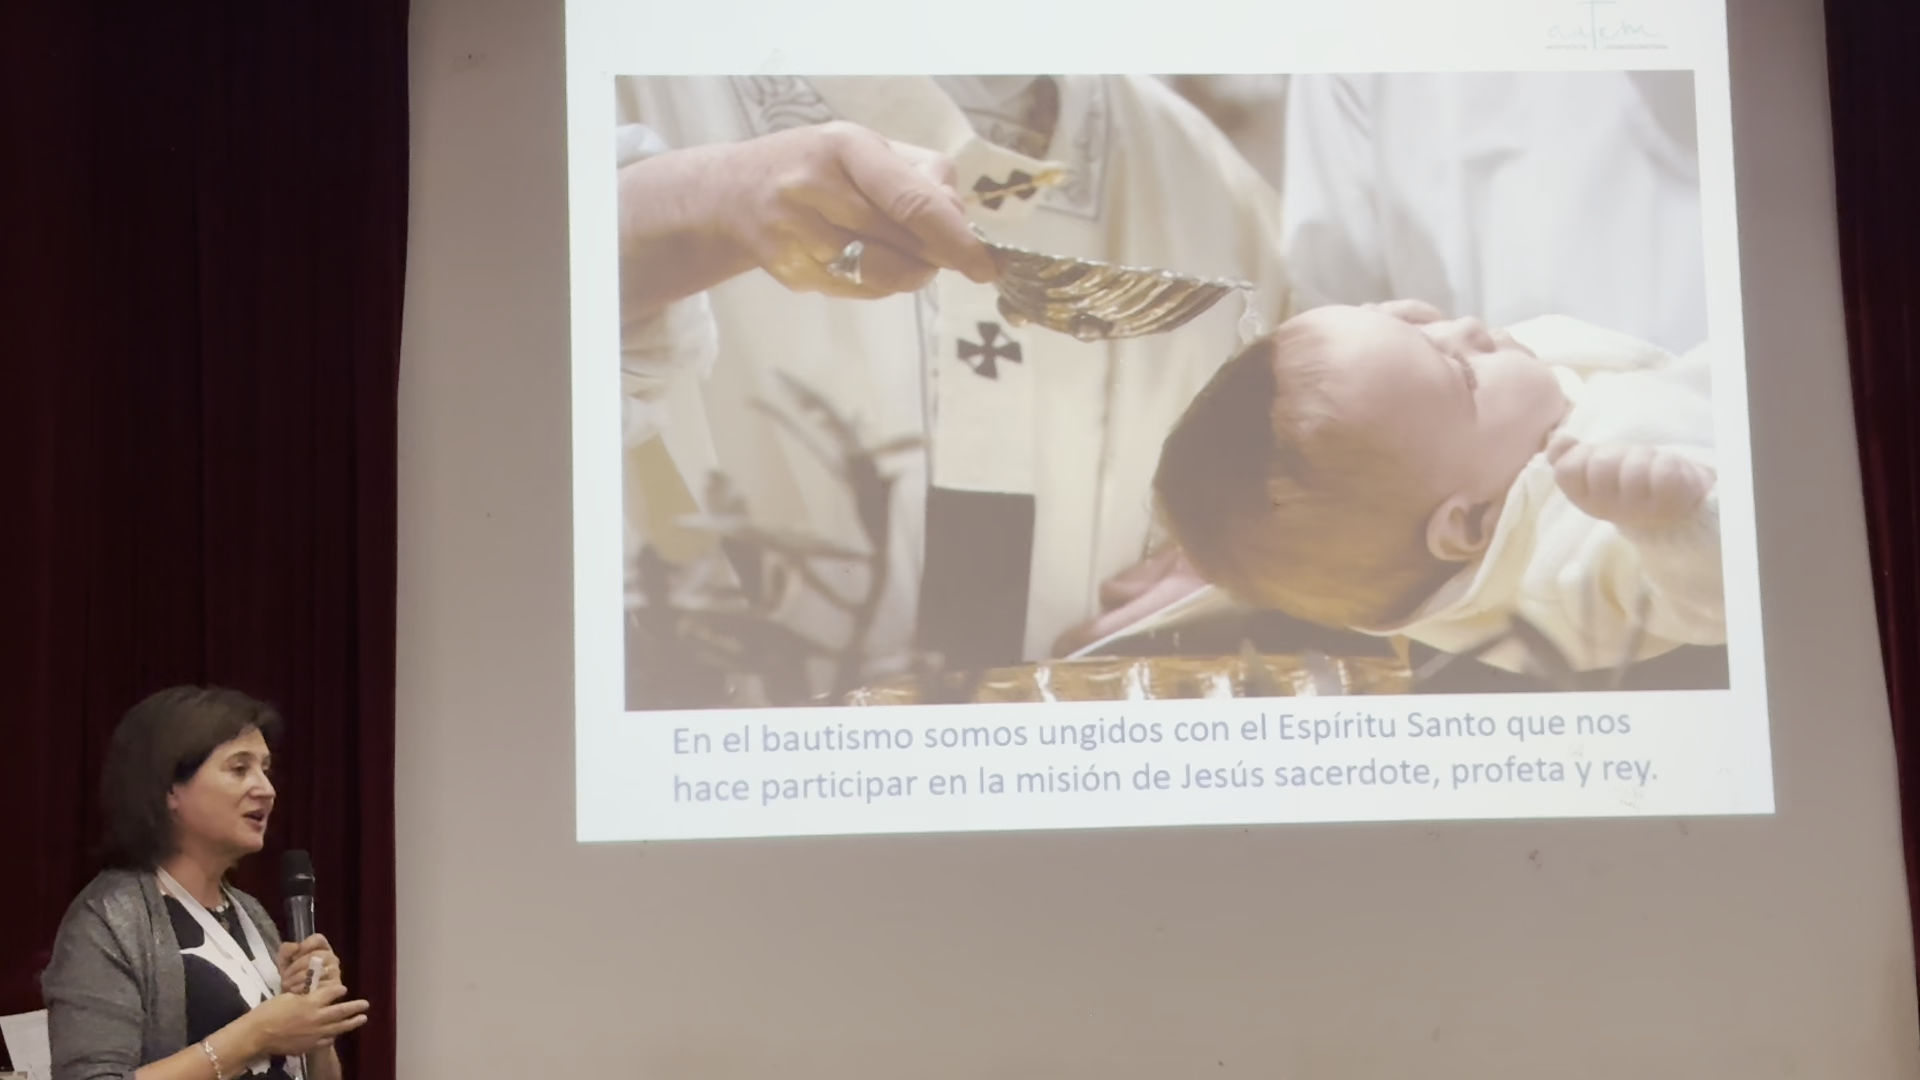 autem
En el bautismo somos ungidos con el Espíritu Santo que nos
hace participar en la misión de Jesús sacerdote, profeta y rey.